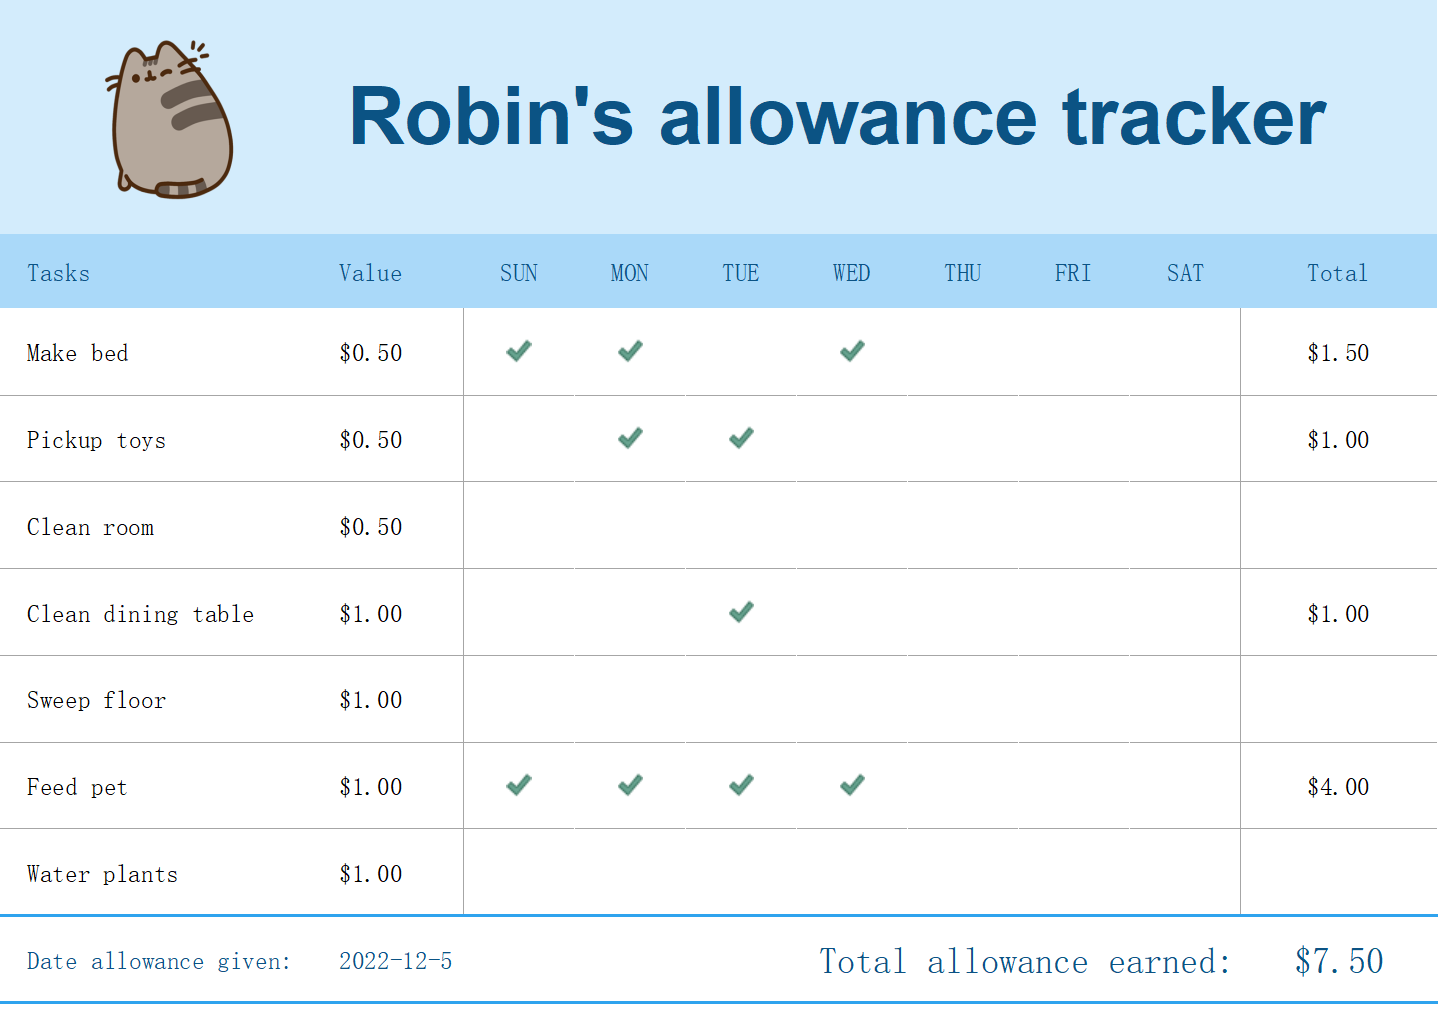 Robin's allowance tracker
Tasks Value SUN MON TUE WED THU FRI SAT Total
Make bed $0.50 $1.50
Pickup toys $0.50 $1.00
Clean room $0.50
Clean dining table $1.00 $1.00
Sweep floor $1.00
Feed pet $1.00 $4.00
Water plants $1.00
Date allowance given: 2022-12-5 Total allowance earned: $7.50